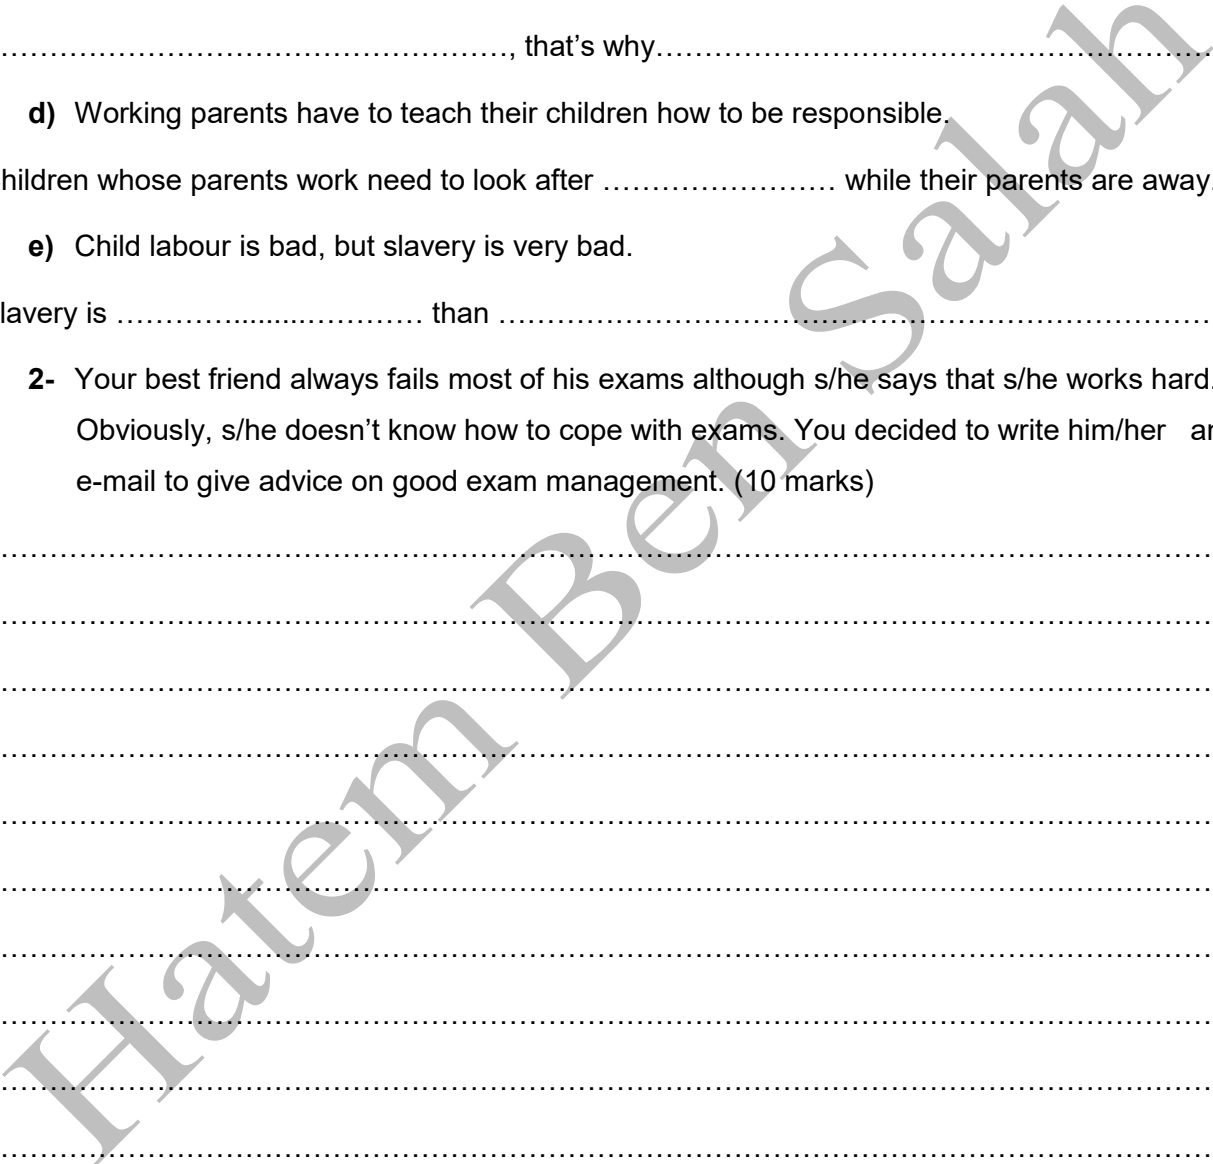 ……………………………………………, that’s why…………………………………………………
d) Working parents have to teach their children how to be responsible.
hildren whose parents work need to look after …………………… while their parents are away.
e) Child labour is bad, but slavery is very bad.
lavery is …………..........………… than ………………………………………………………………
2- Your best friend always fails most of his exams although s/he says that s/he works hard.
Obviously, s/he doesn’t know how to cope with exams. You decided to write him/her ar
e-mail to give advice on good exam management. (10 marks)
……………………………………………………………………………………………………………
……………………………………………………………………………………………………………
……………………………………………………………………………………………………………
……………………………………………………………………………………………………………
……………………………………………………………………………………………………………
……………………………………………………………………………………………………………
……………………………………………………………………………………………………………
……………………………………………………………………………………………………………
……………………………………………………………………………………………………………
……………………………………………………………………………………………………………
Hatem Ben Salah